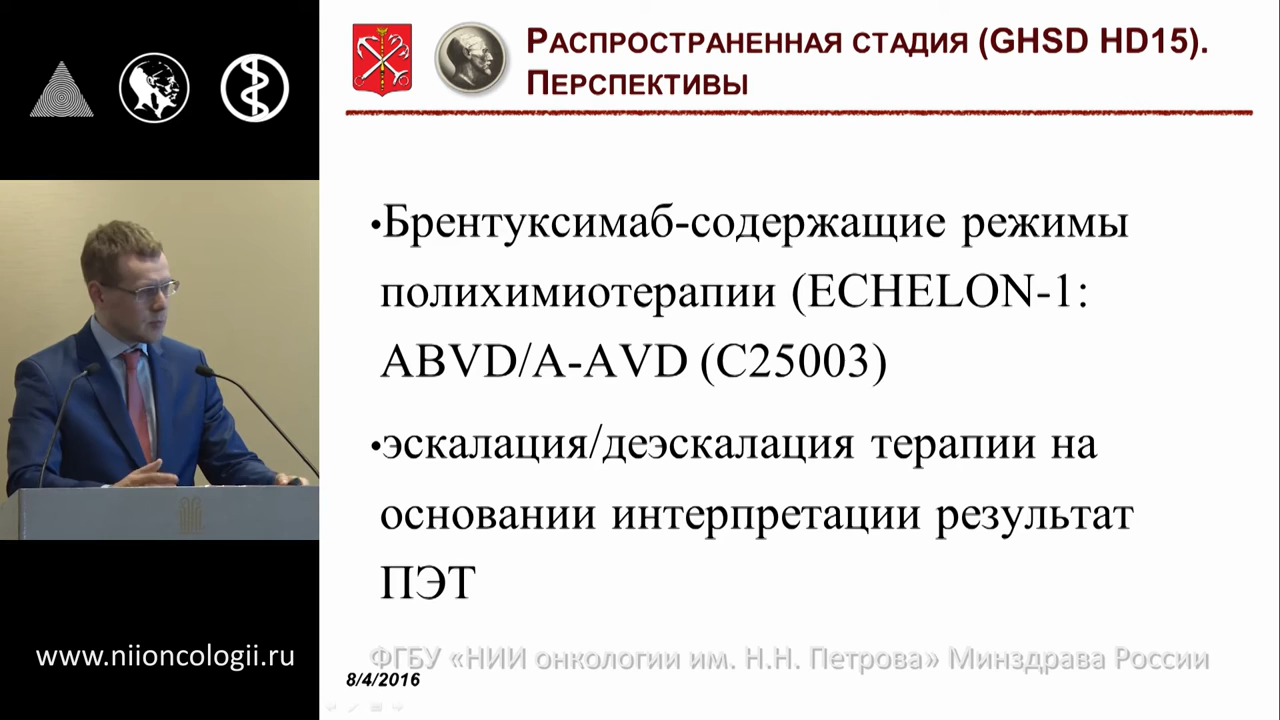 РАСПРОСТРАНЕННАЯ СТАДИЯ (GHSD HD15).
ПЕРСПЕКТИВЫ
•Брентуксимаб-содержащие режимы
полихимиотерапии (ECHELON-1:
ABVD/A-AVD (C25003)
•эскалация/деэскалация терапии на
основании интерпретации результат
ПЭТ
www.niioncologii.ru
ФГБУ «НИИ онкологии им. Н.Н. Петрова» Минздрава России
8/4/2016